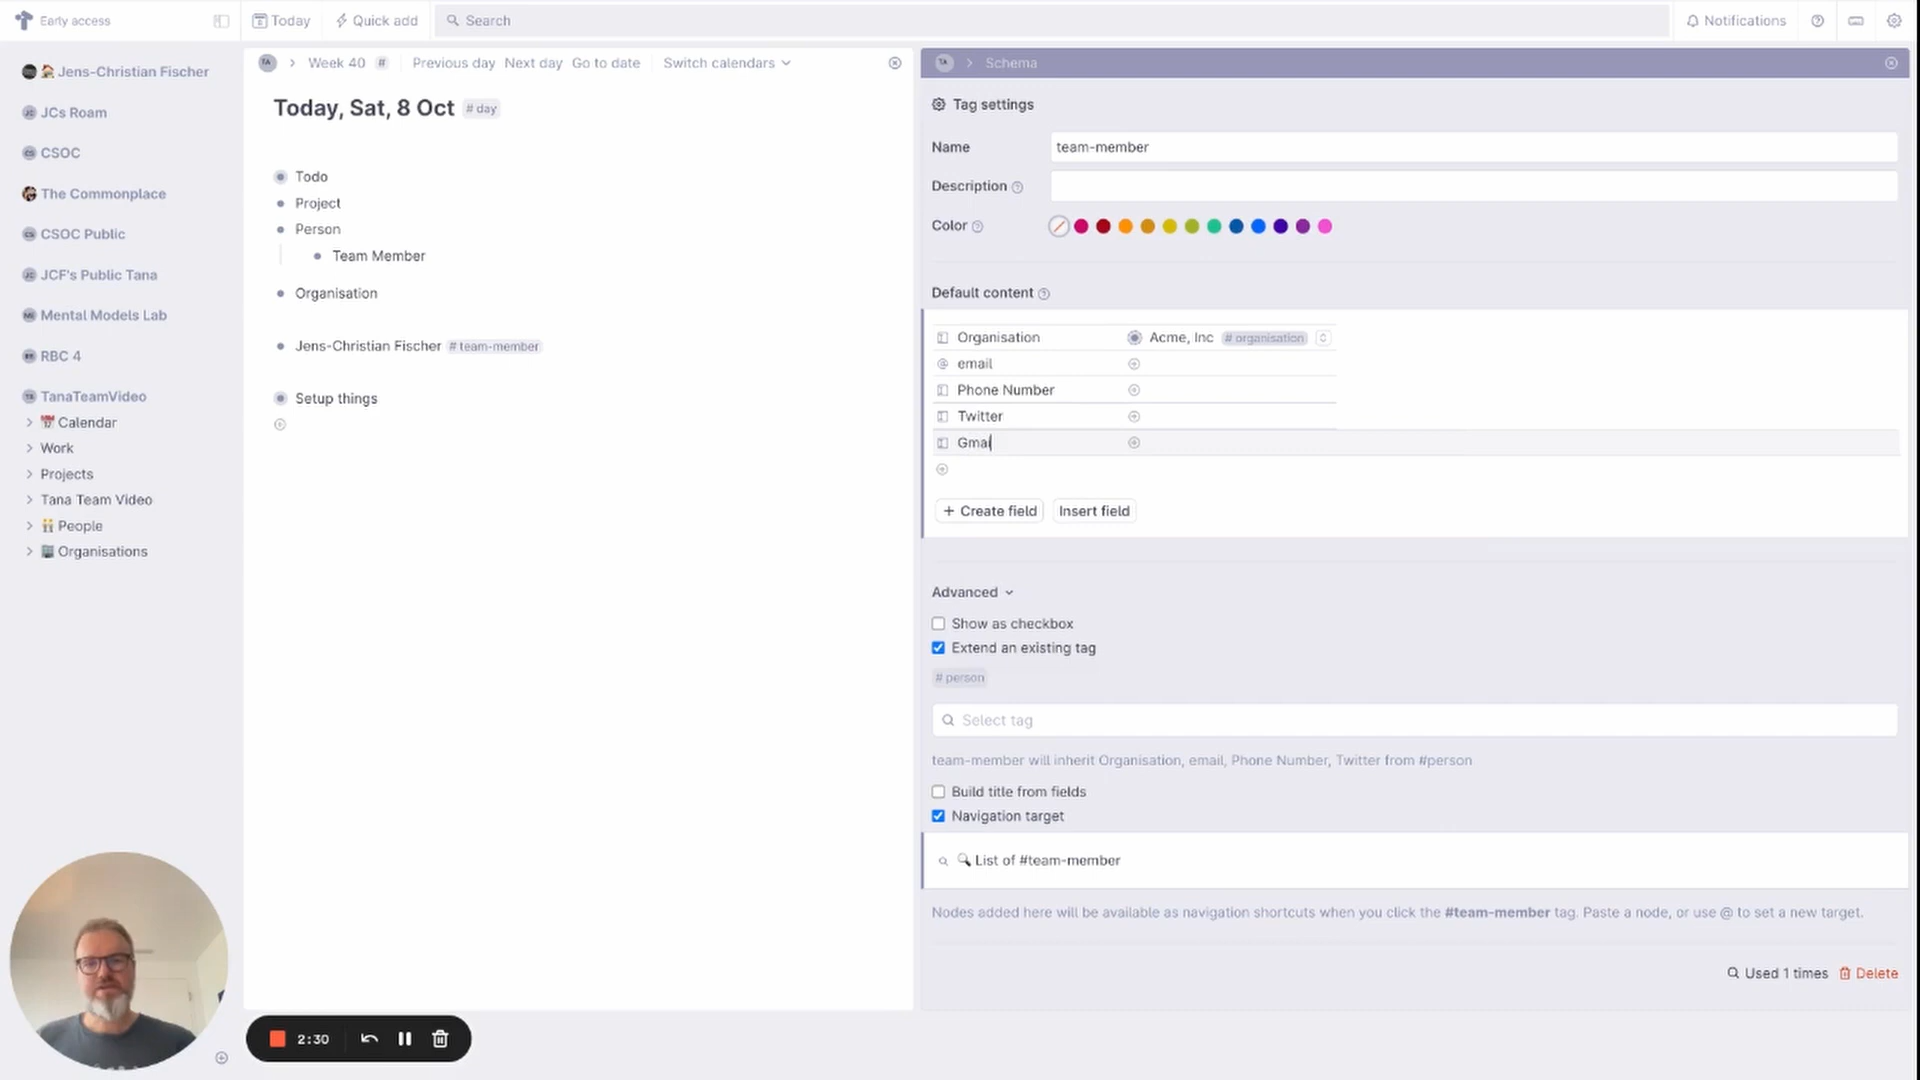 Early access
Today
Quick add
Search
Notifications
Jens-Christian Fischer
JCs Roam
CSOC
The Commonplace
CSOC Public
JCF's Public Tana
Mental Models Lab
RBC 4
TanaTeamVideo
Calendar
Work
Projects
Tana Team Video
People
Organisations
TA > Week 40 # Previous day Next day Go to date Switch calendars
Today, Sat, 8 Oct # day
Todo
Project
Person
Team Member
Organisation
Jens-Christian Fischer # team-member
Setup things
2:30
TA > Schema
Tag settings
Name team-member
Description
Color
Default content
Organisation Acme, Inc # organisation
email
Phone Number
Twitter
Gmai
+ Create field Insert field
Advanced
Show as checkbox
Extend an existing tag
# person
Select tag
team-member will inherit Organisation, email, Phone Number, Twitter from #person
Build title from fields
Navigation target
List of #team-member
Nodes added here will be available as navigation shortcuts when you click the #team-member tag. Paste a node, or use @ to set a new target.
Used 1 times Delete